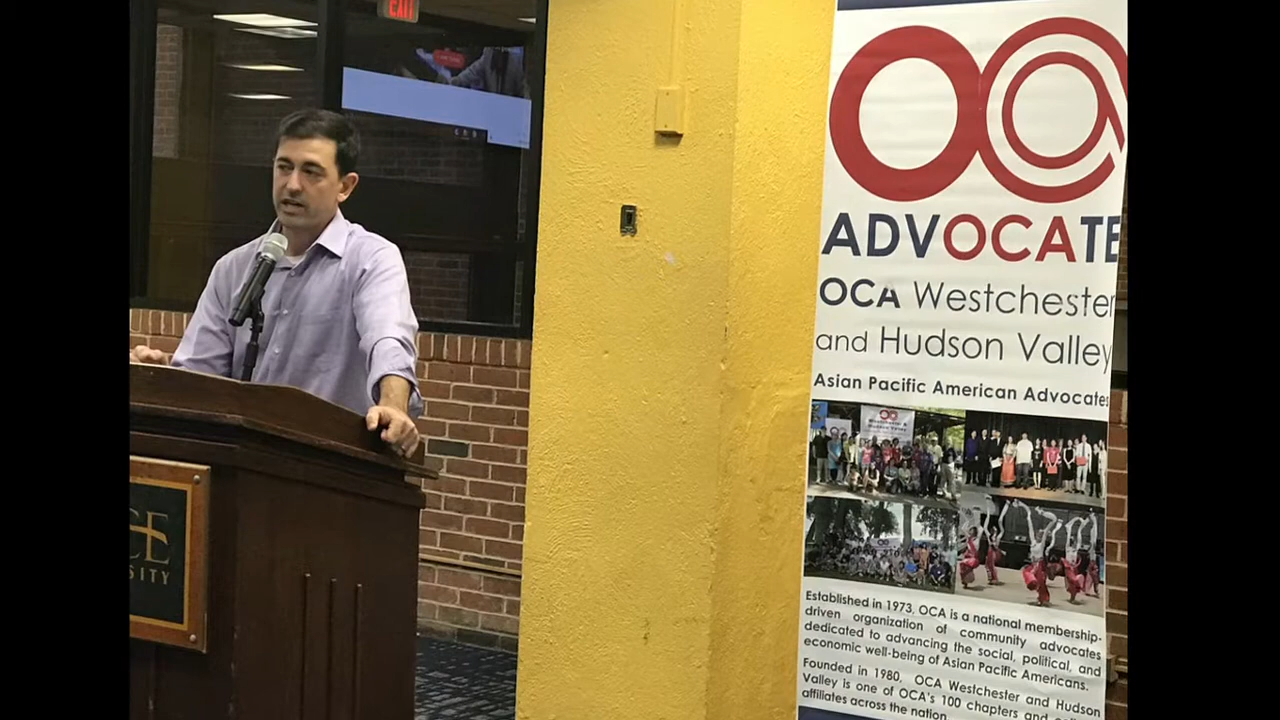 EXIT
CE
SITY
OCA
ADVOCATE
OCA Westchester
and Hudson Valley
Asian Pacific American Advocates
Established in 1973, OCA is a national membership-
driven organization of community advocates
dedicated to advancing the social, political, and
economic well-being of Asian Pacific Americans.
Founded in 1980, OCA Westchester and Hudson
Valley is one of OCA's 100 chapters and
affiliates across the nation.